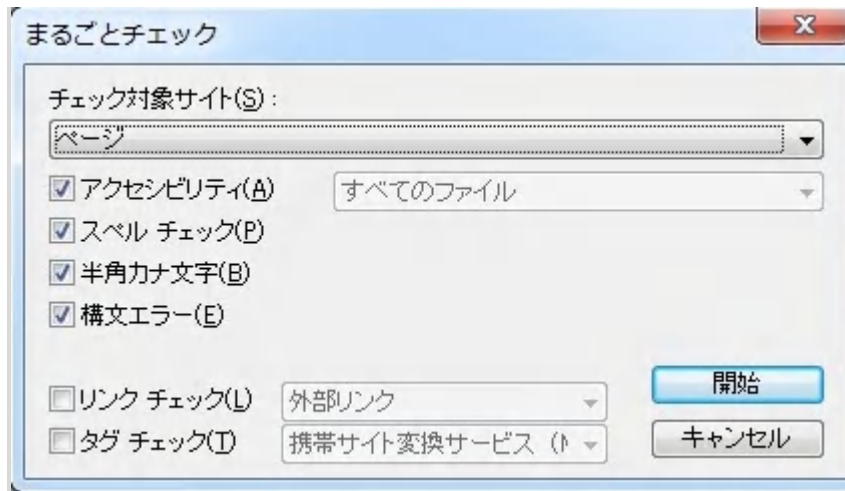 まるごとチェック
チェック対象サイト(S):
ページ
アクセシビリティ(A) すべてのファイル
スペル チェック(P)
半角カナ文字(B)
構文エラー(E)
リンク チェック(L) 外部リンク
開始
タグ チェック(T) 携帯サイト変換サービス (
キャンセル